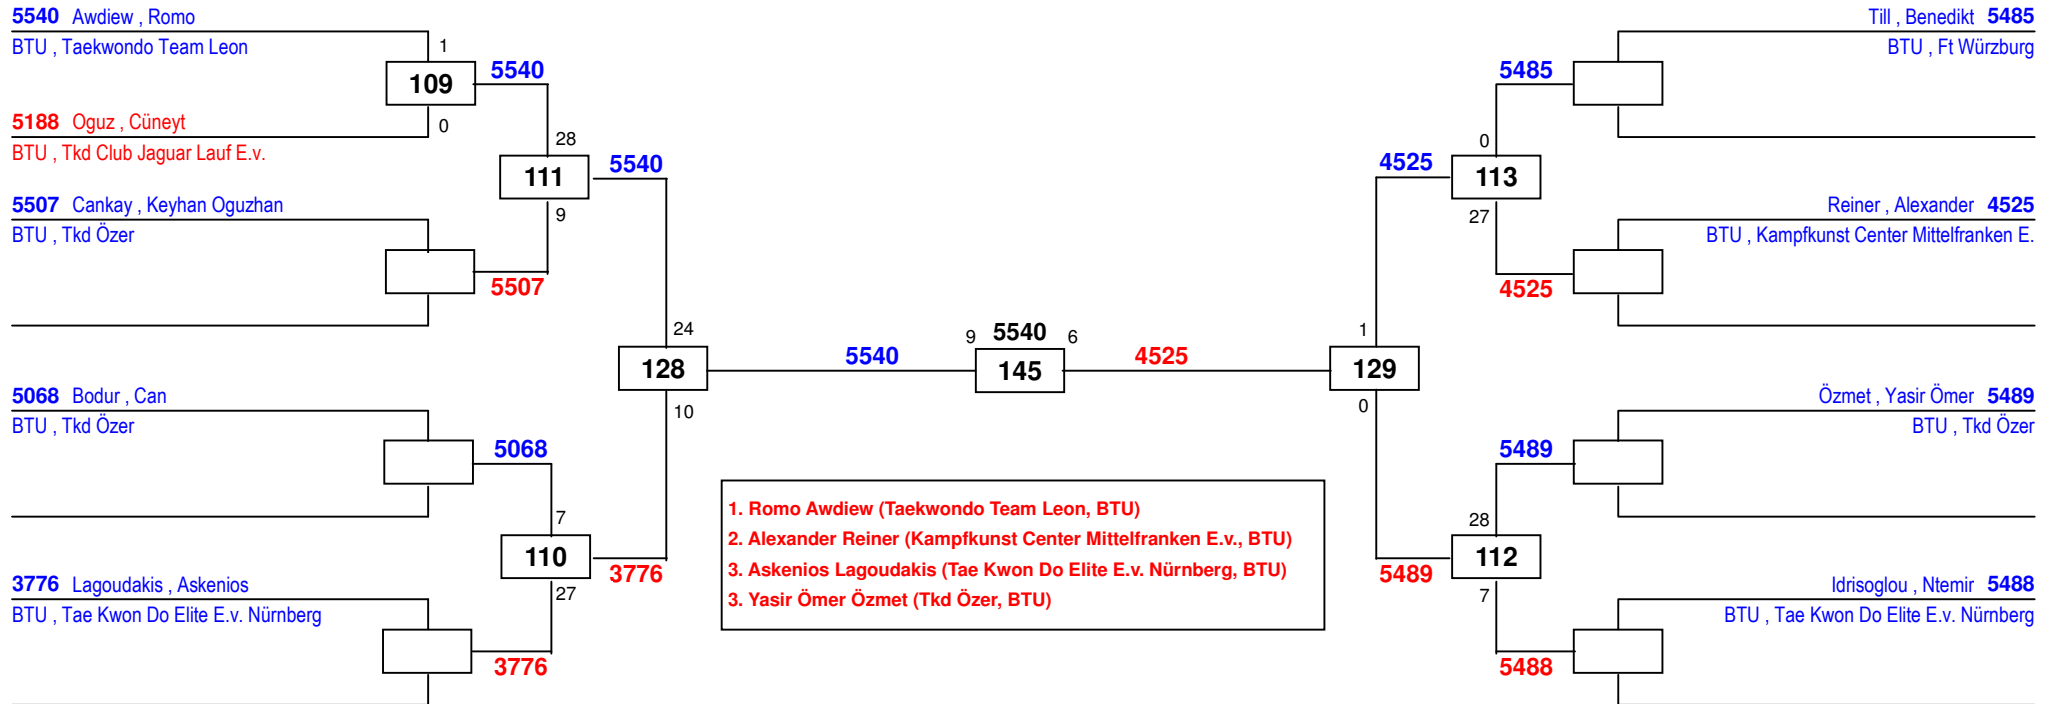 5540 Awdiew , Romo
BTU , Taekwondo Team Leon
1
109
5540
0
5188 Oguz , Cüneyt
BTU , Tkd Club Jaguar Lauf E.v.
28
111
5540
9
5507 Cankay , Keyhan Oguzhan
BTU , Tkd Özer
5507
24
128
10
5540
5068 Bodur , Can
BTU , Tkd Özer
5068
7
110
3776
27
3776 Lagoudakis , Askenios
BTU , Tae Kwon Do Elite E.v. Nürnberg
3776
9 5540 6
145
4525
1. Romo Awdiew (Taekwondo Team Leon, BTU)
2. Alexander Reiner (Kampfkunst Center Mittelfranken E.v., BTU)
3. Askenios Lagoudakis (Tae Kwon Do Elite E.v. Nürnberg, BTU)
3. Yasir Ömer Özmet (Tkd Özer, BTU)
Till , Benedikt 5485
BTU , Ft Würzburg
5485
0
4525
113
27
Reiner , Alexander 4525
BTU , Kampfkunst Center Mittelfranken E.
4525
1
129
0
Özmet , Yasir Ömer 5489
BTU , Tkd Özer
5489
28
112
5489
7
Idrisoglou , Ntemir 5488
BTU , Tae Kwon Do Elite E.v. Nürnberg
5488